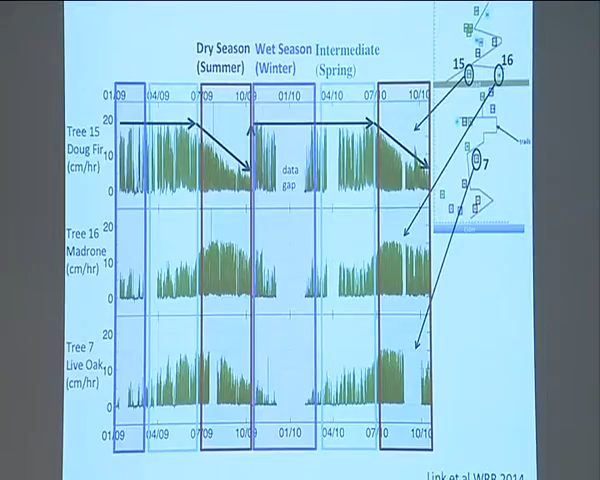 Dry Season Wet Season Intermediate
(Summer) (Winter) (Spring)
15 16
01/09 04/09 07/09 10/09 01/10 04/10 07/10 10/10
20
Tree 15
Doug Fir
(cm/hr)
10
0
data
gap
trails
7
Tree 16
Madrone
(cm/hr)
20
10
0
Tree 7
Live Oak
(cm/hr)
20
10
0
01/09 04/09 07/09 10/09 01/10 04/10 07/10 10/10
Link et al WRR 2014